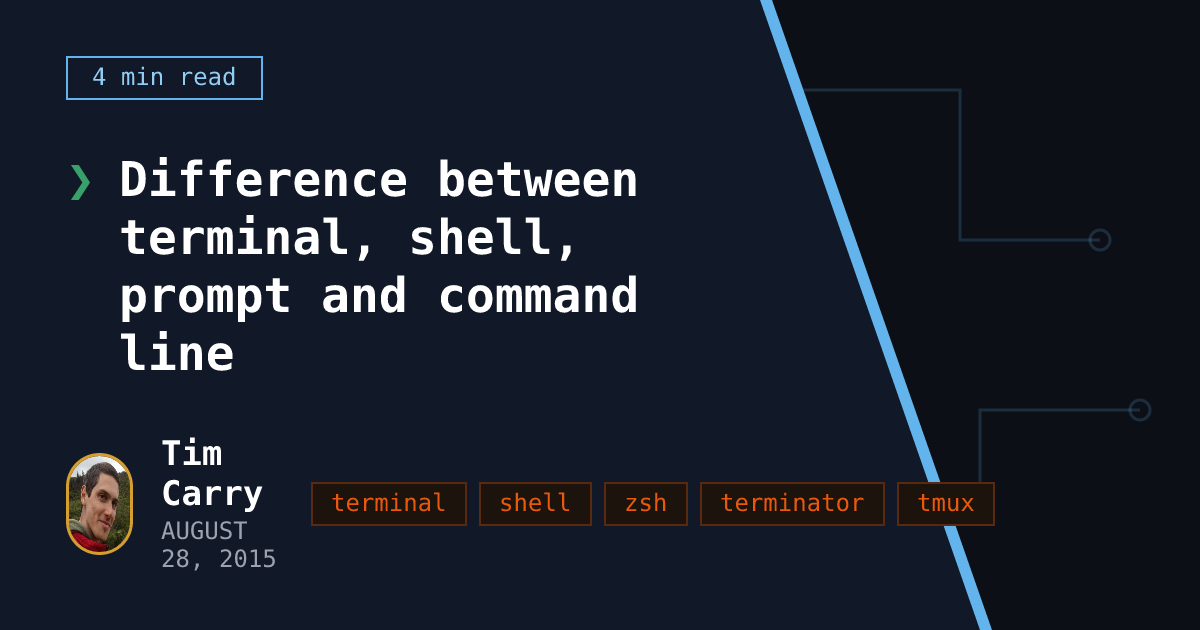 4 min read
❯ Difference between
terminal, shell,
prompt and command
line
Tim
Carry
AUGUST
28, 2015
terminal shell zsh terminator tmux